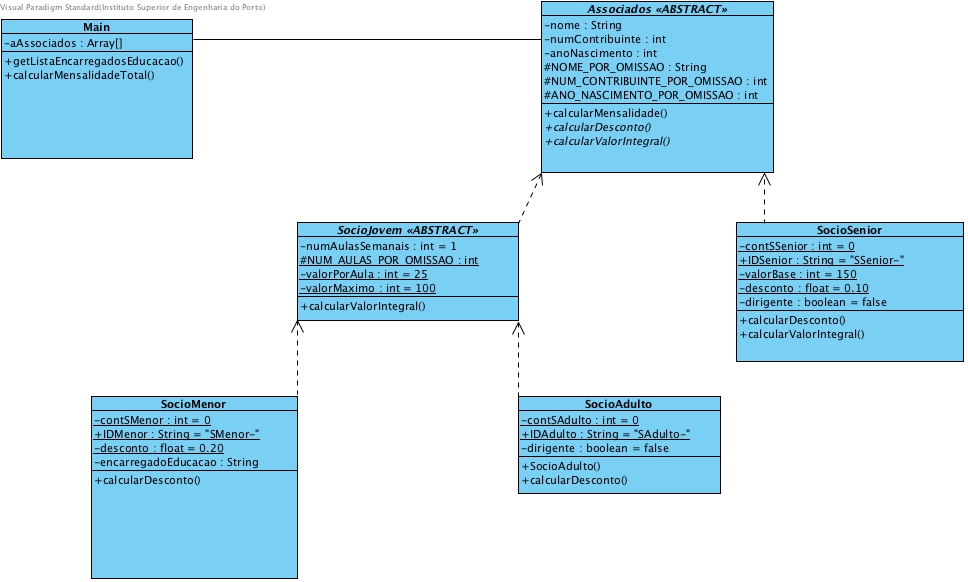 Visual Paradigm Standard(Instituto Superior de Engenharia do Porto)
Main
-aAssociados : Array[]
+getListaEncarregadosEducacao()
+calcularMensalidadeTotal()
Associados «ABSTRACT»
-nome : String
-numContribuinte : int
-anoNascimento : int
#NOME_POR_OMISSAO : String
#NUM_CONTRIBUINTE_POR_OMISSAO : int
#ANO_NASCIMENTO_POR_OMISSAO : int
+calcularMensalidade()
+calcularDesconto()
+calcularValorIntegral()
SocioJovem «ABSTRACT»
-numAulasSemanais : int = 1
#NUM_AULAS_POR_OMISSAO : int
-valorPorAula : int = 25
-valorMaximo : int = 100
+calcularValorIntegral()
SocioSenior
-contSSenior : int = 0
+IDSenior : String = "SSenior-"
-valorBase : int = 150
-desconto : float = 0.10
-dirigente : boolean = false
+calcularDesconto()
+calcularValorIntegral()
SocioMenor
-contSMenor : int = 0
+IDMenor : String = "SMenor-"
-desconto : float = 0.20
-encarregadoEducacao : String
+calcularDesconto()
SocioAdulto
-contSAdulto : int = 0
+IDAdulto : String = "SAdulto-"
-dirigente : boolean = false
+SocioAdulto()
+calcularDesconto()